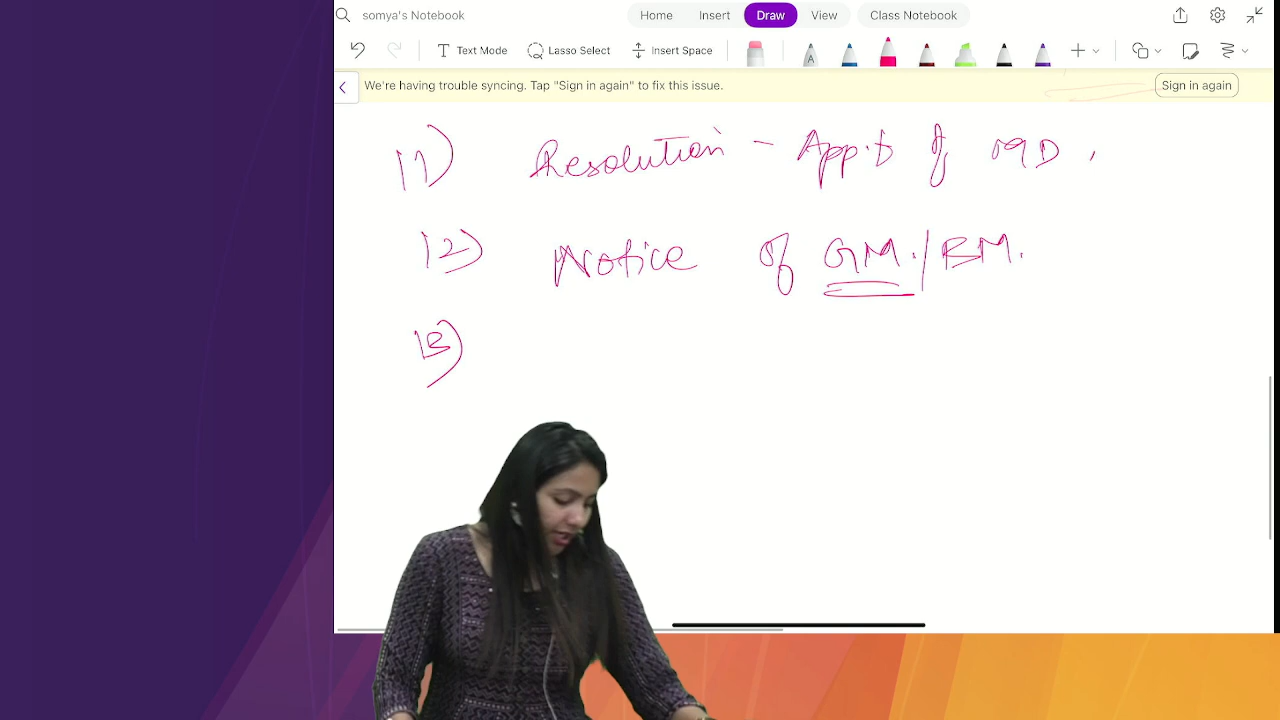 somya's Notebook
Home Insert Draw View Class Notebook
Text Mode Lasso Select Insert Space
We're having trouble syncing. Tap "Sign in again" to fix this issue. Sign in again
11) Resolution - App.t of MD.
12) Notice of GM./BM.
13)